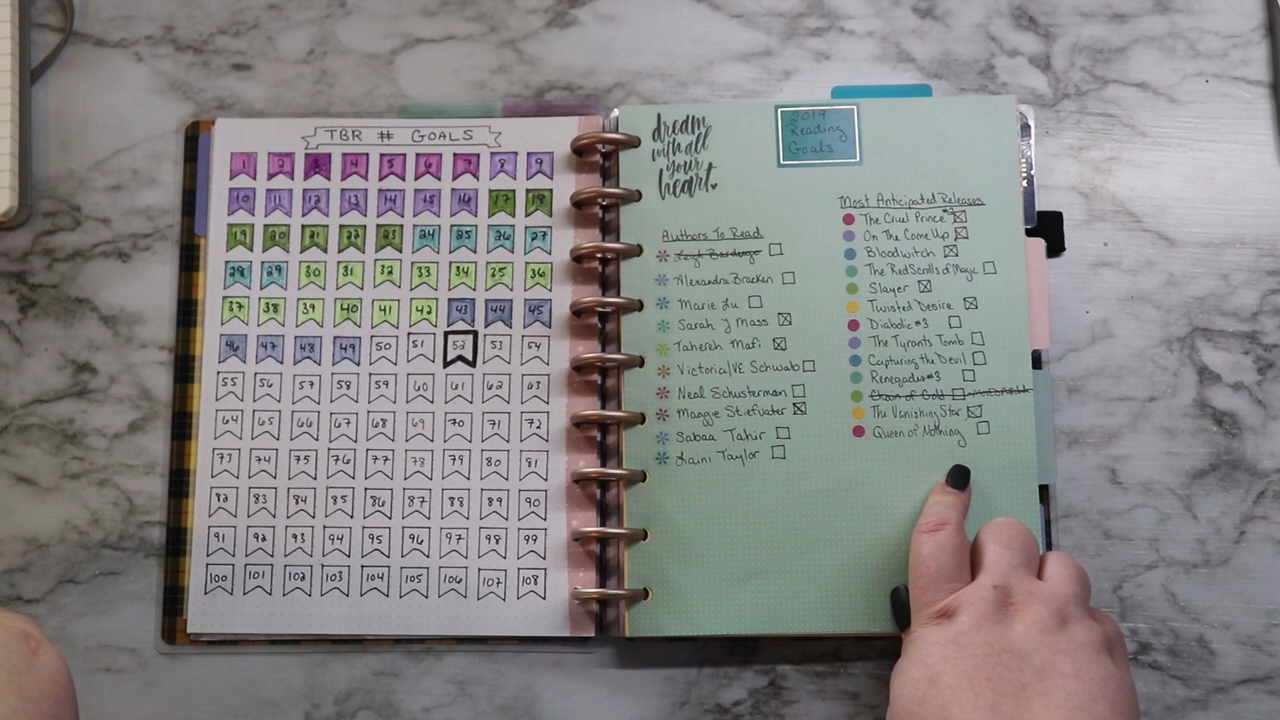 TBR # GOALS
1 2 3 4 5 6 7 8 9
10 11 12 13 14 15 16 17 18
19 20 21 22 23 24 25 26 27
28 29 30 31 32 33 34 35 36
37 38 39 40 41 42 43 44 45
46 47 48 49 50 51 52 53 54
55 56 57 58 59 60 61 62 63
64 65 66 67 68 69 70 71 72
73 74 75 76 77 78 79 80 81
82 83 84 85 86 87 88 89 90
91 92 93 94 95 96 97 98 99
100 101 102 103 104 105 106 107 108
dream
with all
your
heart.
2019
Reading
Goals
Authors To Read
Leigh Bardugo
Alexandra Bracken
Marie Lu
Sarah J Mass
Tahereh Mafi
Victoria/VE Schwab
Neal Schusterman
Maggie Stiefvater
Sabaa Tahir
Laini Taylor
Most Anticipated Releases
The Cruel Prince
On The Come Up
Bloodwitch
The Red Scrolls of Magic
Slayer
Twisted Desire
Diabolic #3
The Tyrants Tomb
Capturing the Devil
Renegades #3
Chain of Gold
The Vanishing Star
Queen of Nothing